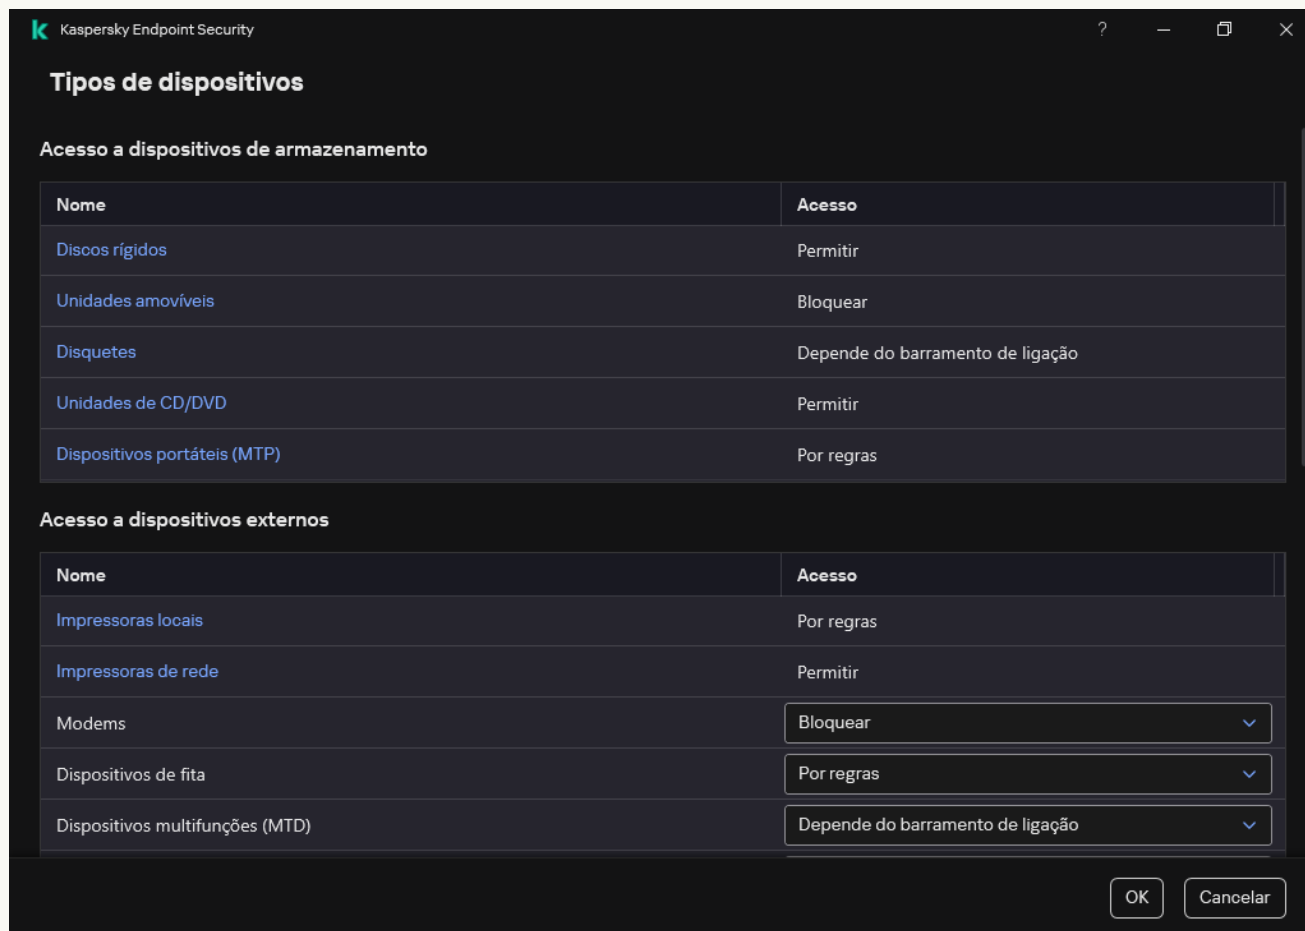 Kaspersky Endpoint Security
?
Tipos de dispositivos
Acesso a dispositivos de armazenamento
Nome Acesso
Discos rígidos Permitir
Unidades amovíveis Bloquear
Disquetes Depende do barramento de ligação
Unidades de CD/DVD Permitir
Dispositivos portáteis (MTP) Por regras
Acesso a dispositivos externos
Nome Acesso
Impressoras locais Por regras
Impressoras de rede Permitir
Modems Bloquear
Dispositivos de fita Por regras
Dispositivos multifunções (MTD) Depende do barramento de ligação
OK Cancelar